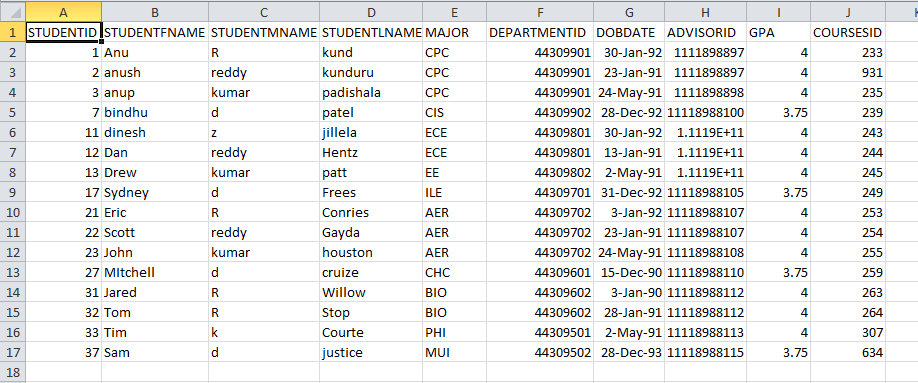 A B C D E F G H I J
1 STUDENTID STUDENTFNAME STUDENTMNAME STUDENTLNAME MAJOR DEPARTMENTID DOBDATE ADVISORID GPA COURSESID
2 1 Anu R kund CPC 44309901 30-Jan-92 1111898897 4 233
3 2 anush reddy kunduru CPC 44309901 23-Jan-91 1111898897 4 931
4 3 anup kumar padishala CPC 44309901 24-May-91 1111898898 4 235
5 7 bindhu d patel CIS 44309902 28-Dec-92 11118988100 3.75 239
6 11 dinesh z jillela ECE 44309801 30-Jan-92 1.1119E+11 4 243
7 12 Dan reddy Hentz ECE 44309801 13-Jan-91 1.1119E+11 4 244
8 13 Drew kumar patt EE 44309802 2-May-91 1.1119E+11 4 245
9 17 Sydney d Frees ILE 44309701 31-Dec-92 11118988105 3.75 249
10 21 Eric R Conries AER 44309702 3-Jan-92 11118988107 4 253
11 22 Scott reddy Gayda AER 44309702 23-Jan-91 11118988107 4 254
12 23 John kumar houston AER 44309702 24-May-91 11118988108 4 255
13 27 MItchell d cruize CHC 44309601 15-Dec-90 11118988110 3.75 259
14 31 Jared R Willow BIO 44309602 3-Jan-90 11118988112 4 263
15 32 Tom R Stop BIO 44309602 28-Jan-91 11118988112 4 264
16 33 Tim k Courte PHI 44309501 2-May-91 11118988113 4 307
17 37 Sam d justice MUI 44309502 28-Dec-93 11118988115 3.75 634
18